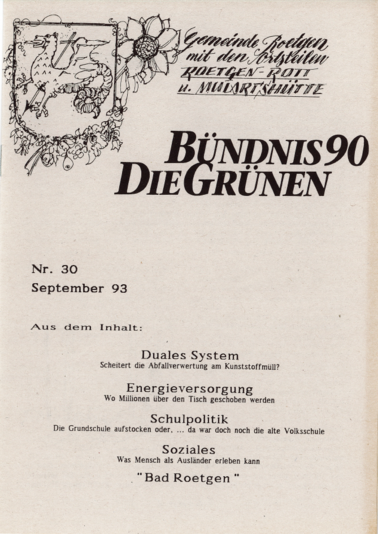 Gemeinde Roetgen
mit den Ortsteilen
ROETGEN - ROTT
u. MULARTSHÜTTE
BÜNDNIS 90
DIE GRÜNEN
Nr. 30
September 93
Aus dem Inhalt:
Duales System
Scheitert die Abfallverwertung am Kunststoffmüll?
Energieversorgung
Wo Millionen über den Tisch geschoben werden
Schulpolitik
Die Grundschule aufstocken oder, ... da war doch noch die alte Volksschule
Soziales
Was Mensch als Ausländer erleben kann
"Bad Roetgen "